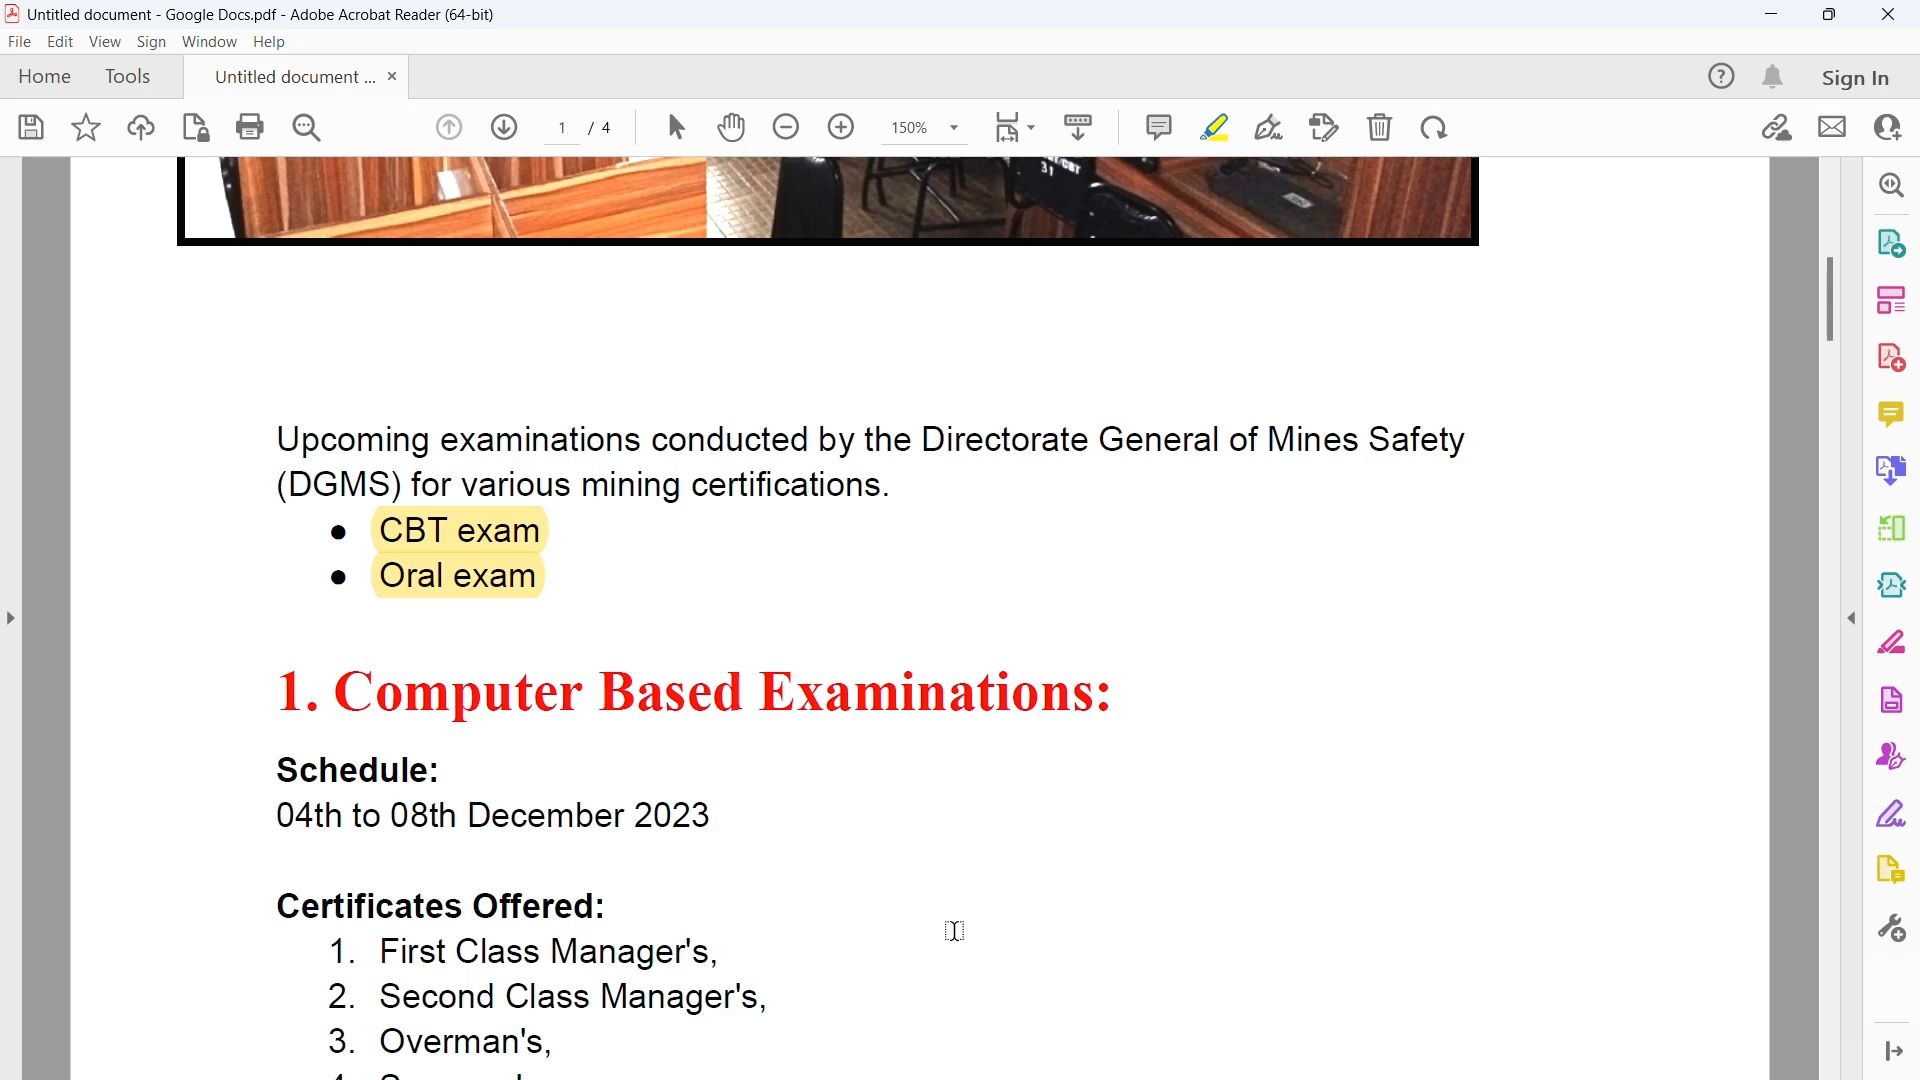 Untitled document - Google Docs.pdf - Adobe Acrobat Reader (64-bit)
File Edit View Sign Window Help
Home Tools Untitled document ... × Sign In
1 / 4 150%
31
Upcoming examinations conducted by the Directorate General of Mines Safety
(DGMS) for various mining certifications.
● CBT exam
● Oral exam
1. Computer Based Examinations:
Schedule:
04th to 08th December 2023
Certificates Offered:
1. First Class Manager's,
2. Second Class Manager's,
3. Overman's,